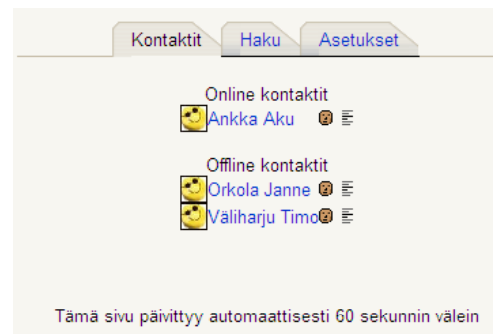 Kontaktit Haku Asetukset
Online kontaktit
Ankka Aku
Offline kontaktit
Orkola Janne
Väliharju Timo
Tämä sivu päivittyy automaattisesti 60 sekunnin välein